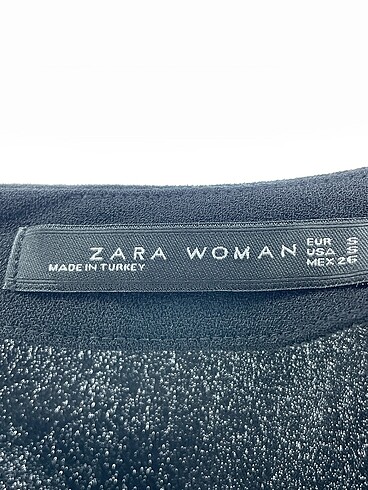 ZARA WOMAN
MADE IN TURKEY
EUR S
USA S
MEX 26